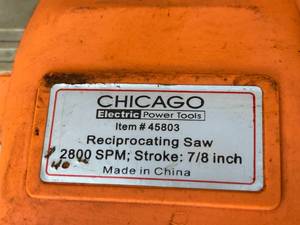 CHICAGO
Electric Power Tools
Item # 45803
Reciprocating Saw
2800 SPM; Stroke: 7/8 inch
Made in China